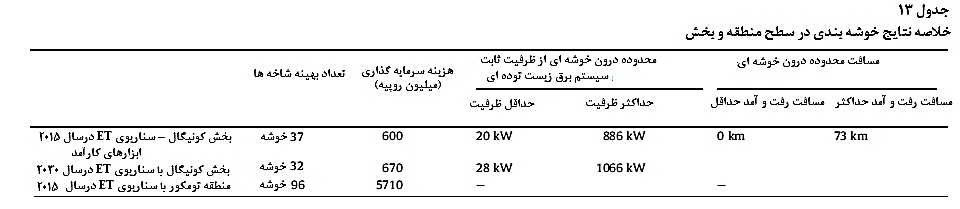 جدول ۱۳
خلاصه نتایج خوشه بندی در سطح منطقه و بخش
تعداد بهینه شاخه ها هزینه سرمایه گذاری محدوده درون خوشه ای از ظرفیت ثابت مسافت محدوده درون خوشه ای
(میلیون روپیه) سیستم برق زیست توده ای
حداقل ظرفیت حداکثر ظرفیت مسافت رفت و آمد حداقل مسافت رفت و آمد حداکثر
بخش کونیگال – سناریوی ET درسال ۲۰۱۵ 37 خوشه 600 20 kW 886 kW 0 km 73 km
ابزارهای کارآمد
بخش کونیگال با سناریوی ET درسال ۲۰۳۰ 32 خوشه 670 28 kW 1066 kW
منطقه تومکور با سناریوی ET درسال ۲۰۱۵ 96 خوشه 5710 – –